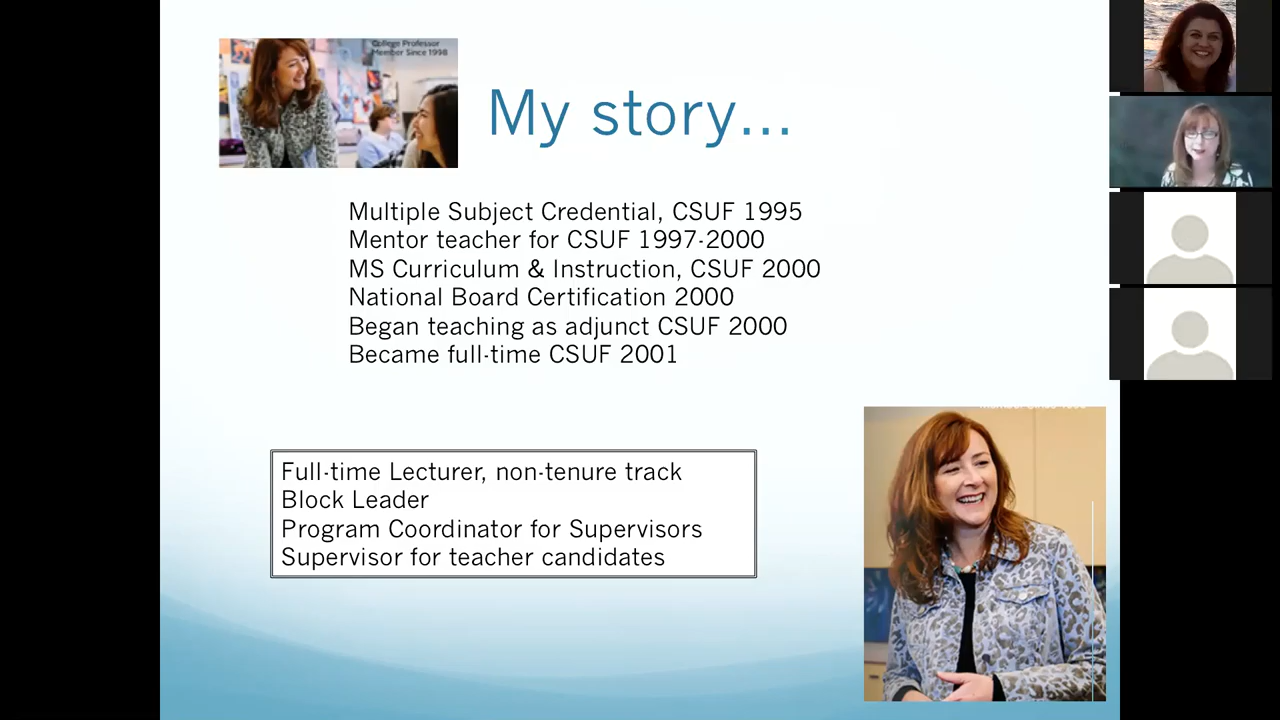 College Professor
Member Since 1998
My story...
Multiple Subject Credential, CSUF 1995
Mentor teacher for CSUF 1997-2000
MS Curriculum & Instruction, CSUF 2000
National Board Certification 2000
Began teaching as adjunct CSUF 2000
Became full-time CSUF 2001
Full-time Lecturer, non-tenure track
Block Leader
Program Coordinator for Supervisors
Supervisor for teacher candidates